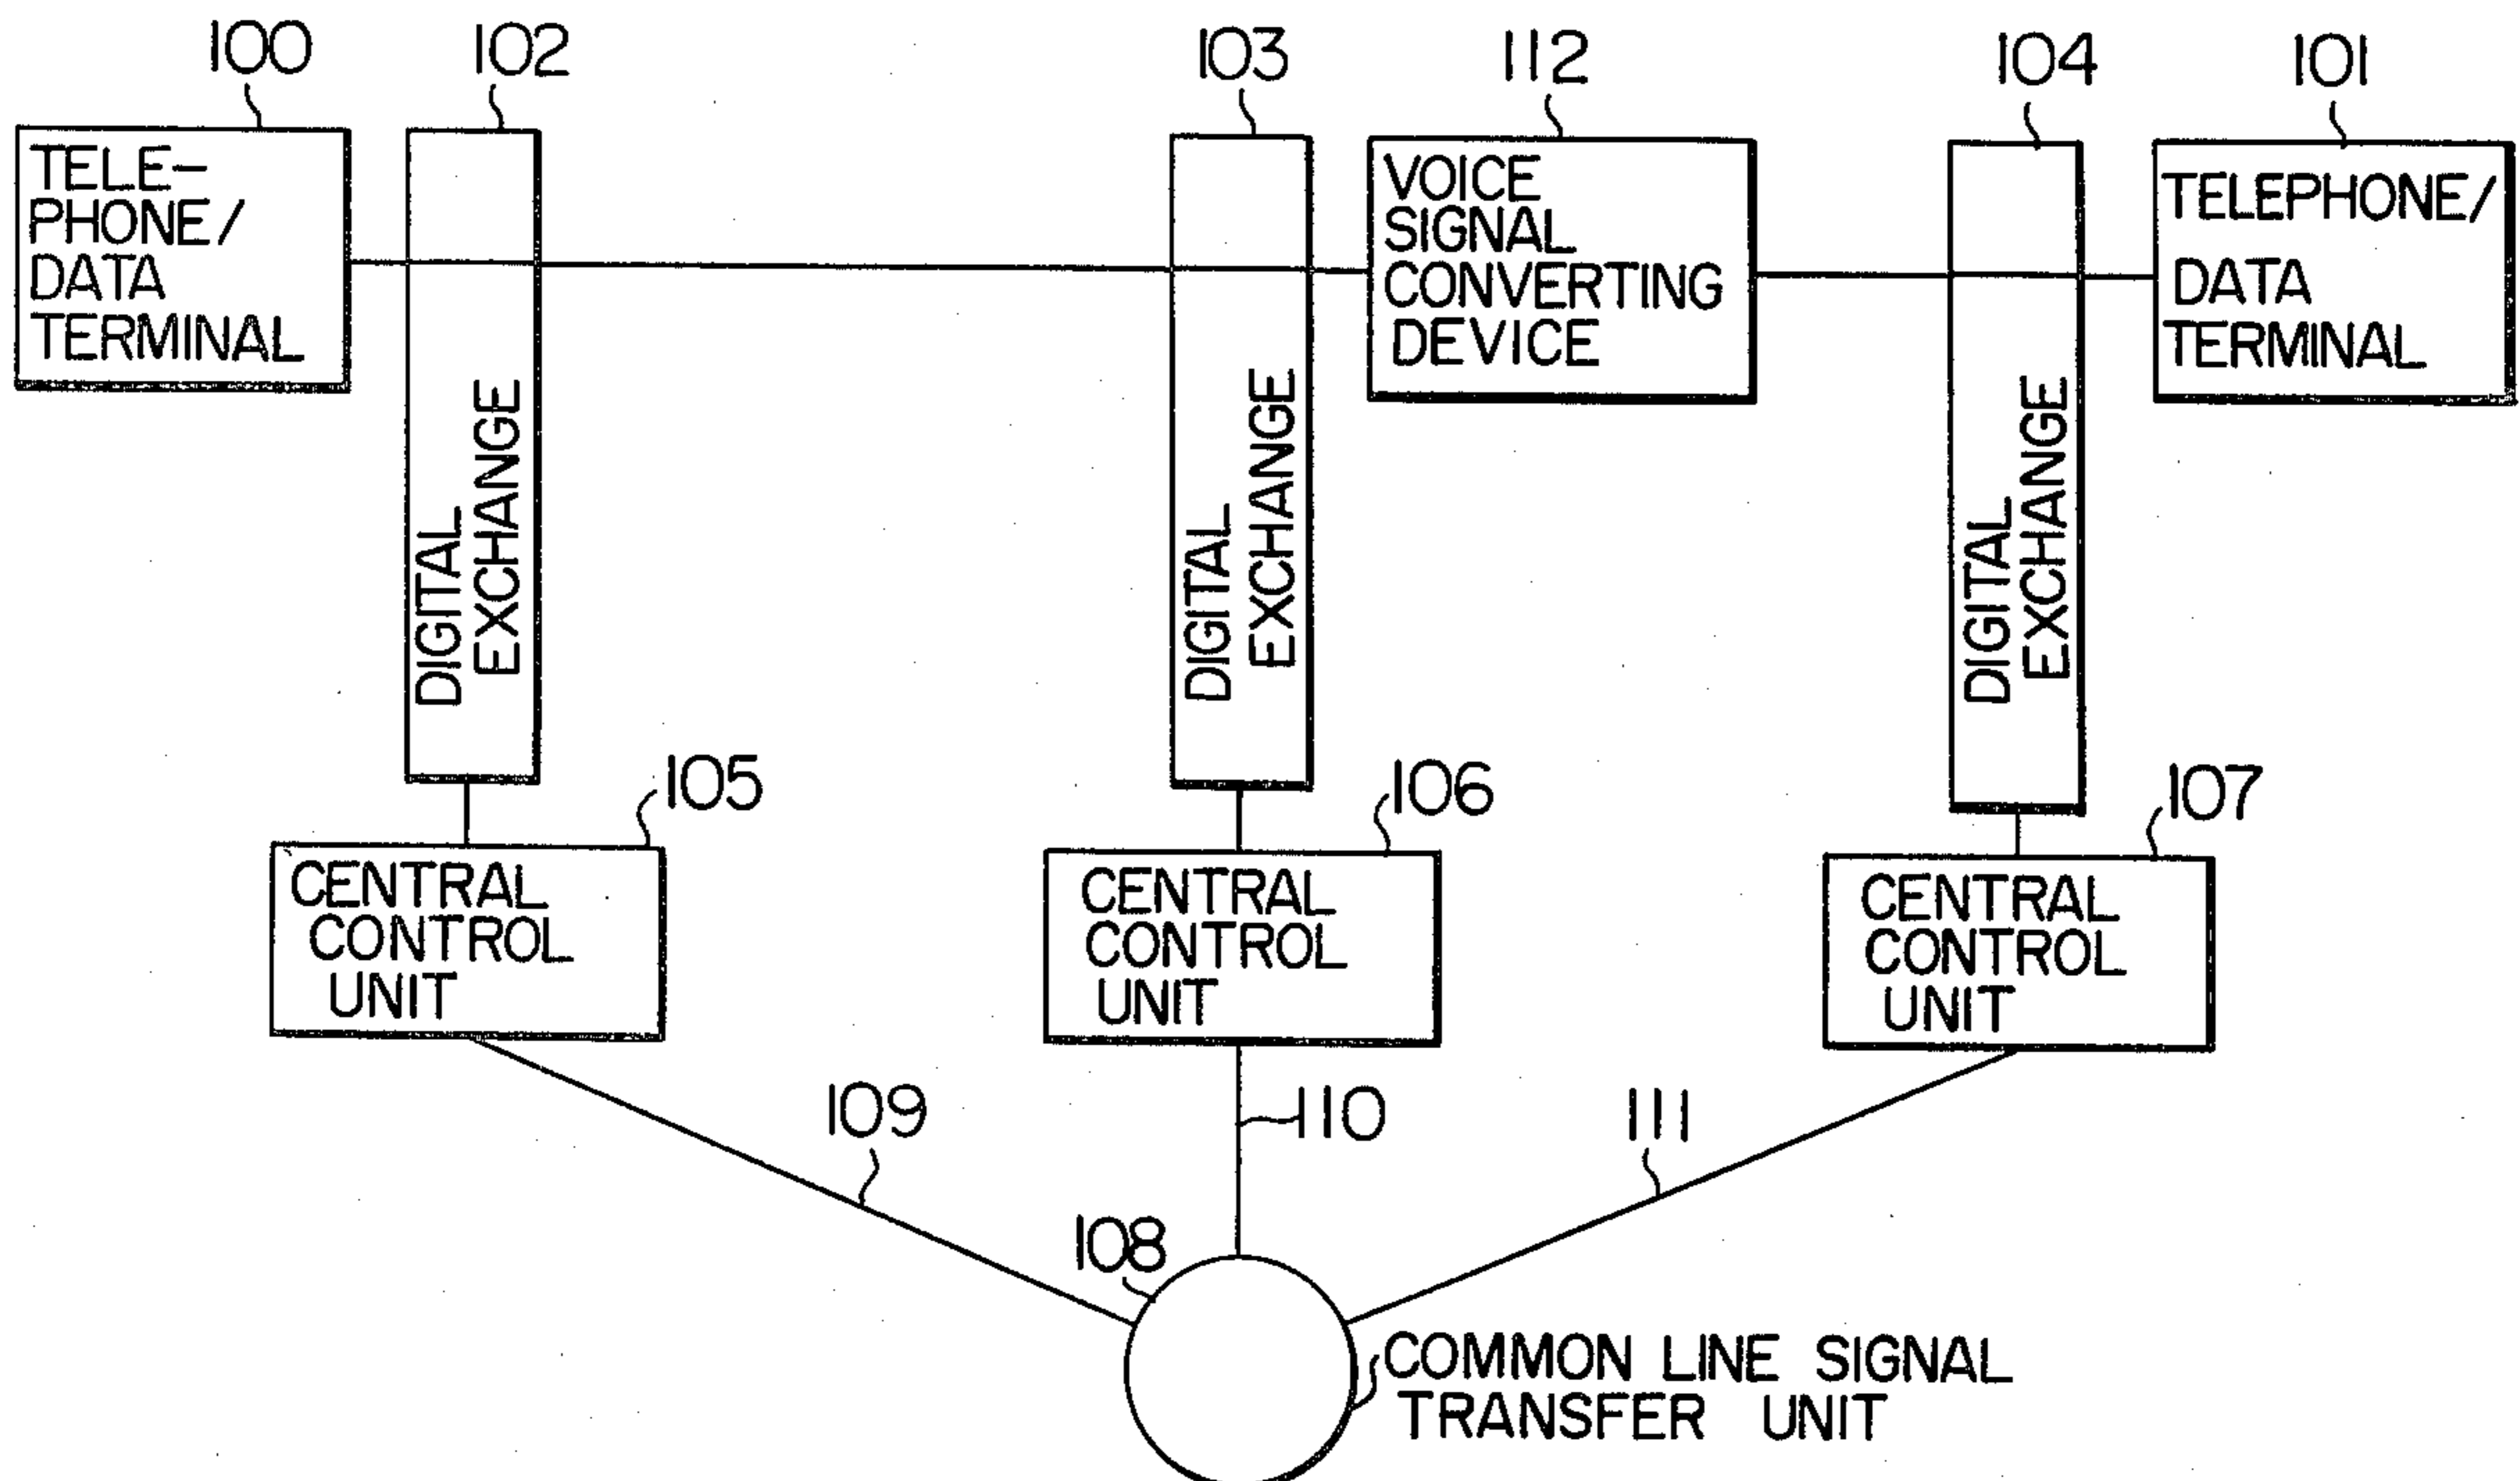 100
102
103
112
104
101
TELE-
PHONE/
DATA
TERMINAL
VOICE
SIGNAL
CONVERTING
DEVICE
TELEPHONE/
DATA
TERMINAL
DIGITAL
EXCHANGE
DIGITAL
EXCHANGE
DIGITAL
EXCHANGE
105
106
107
CENTRAL
CONTROL
UNIT
CENTRAL
CONTROL
UNIT
CENTRAL
CONTROL
UNIT
109
110
111
108
COMMON LINE SIGNAL
TRANSFER UNIT